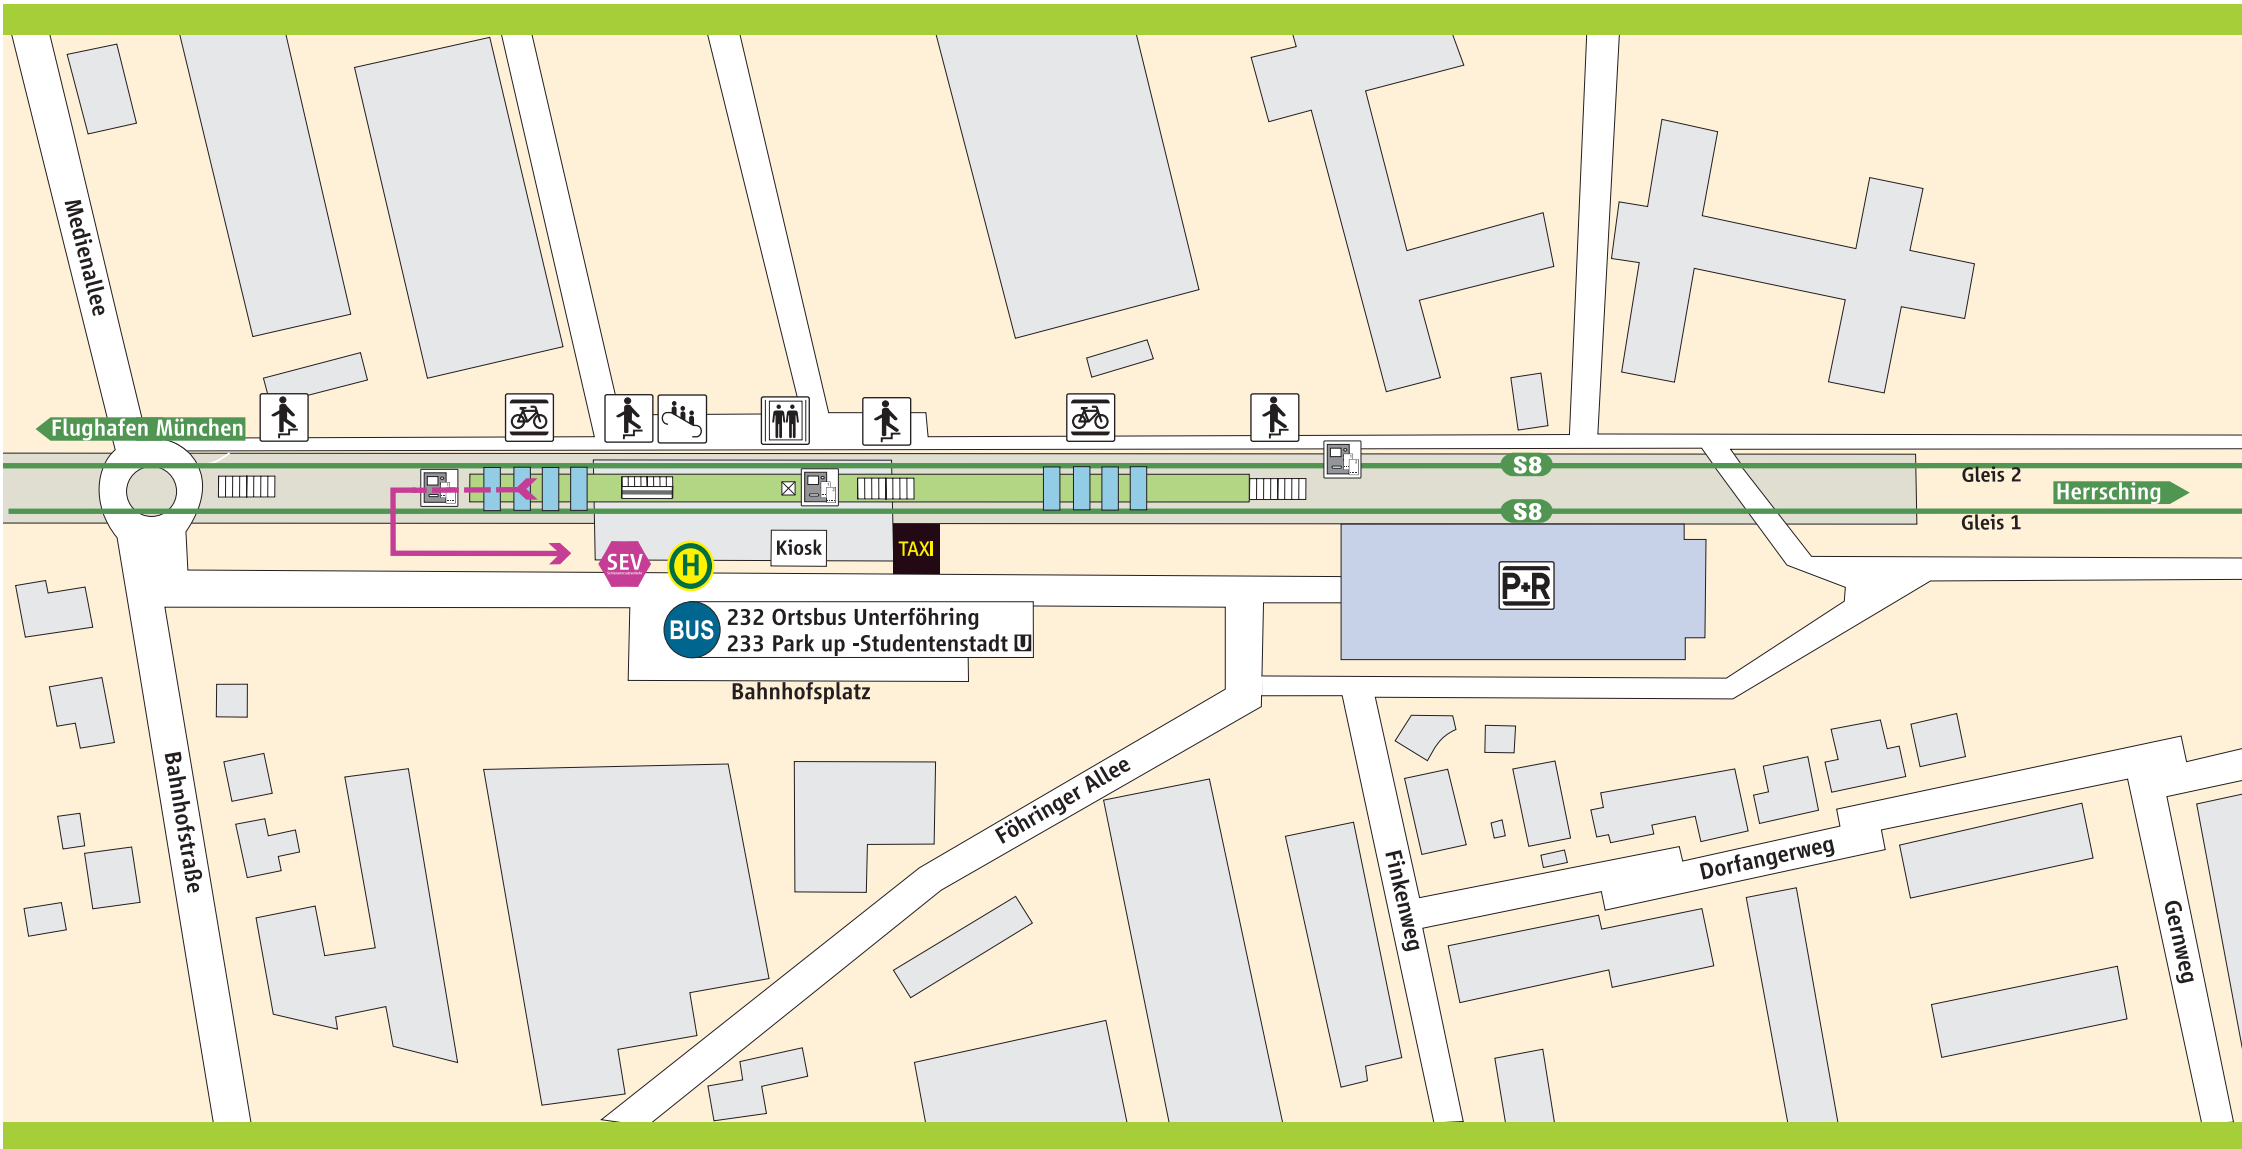 Medienallee
Flughafen München
S8
Gleis 2
Herrsching
S8
Gleis 1
Kiosk
TAXI
SEV
H
P+R
BUS
232 Ortsbus Unterföhring
233 Park up -Studentenstadt U
Bahnhofsplatz
Bahnhofstraße
Föhringer Allee
Finkenweg
Dorfangerweg
Gernweg